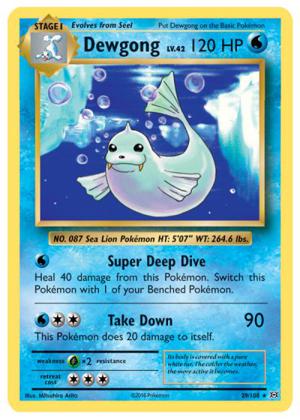 STAGE 1 Evolves from Seel Put Dewgong on the Basic Pokémon
Dewgong LV.42 120 HP
NO. 087 Sea Lion Pokémon HT: 5'07" WT: 264.6 lbs.
Super Deep Dive
Heal 40 damage from this Pokémon. Switch this
Pokémon with 1 of your Benched Pokémon.
Take Down 90
This Pokémon does 20 damage to itself.
weakness ×2 resistance
retreat
cost
Its body is covered with a pure
white fur. The colder the weather,
the more active it becomes.
Illus. Mitsuhiro Arita ©2016 Pokémon 29/108 ★